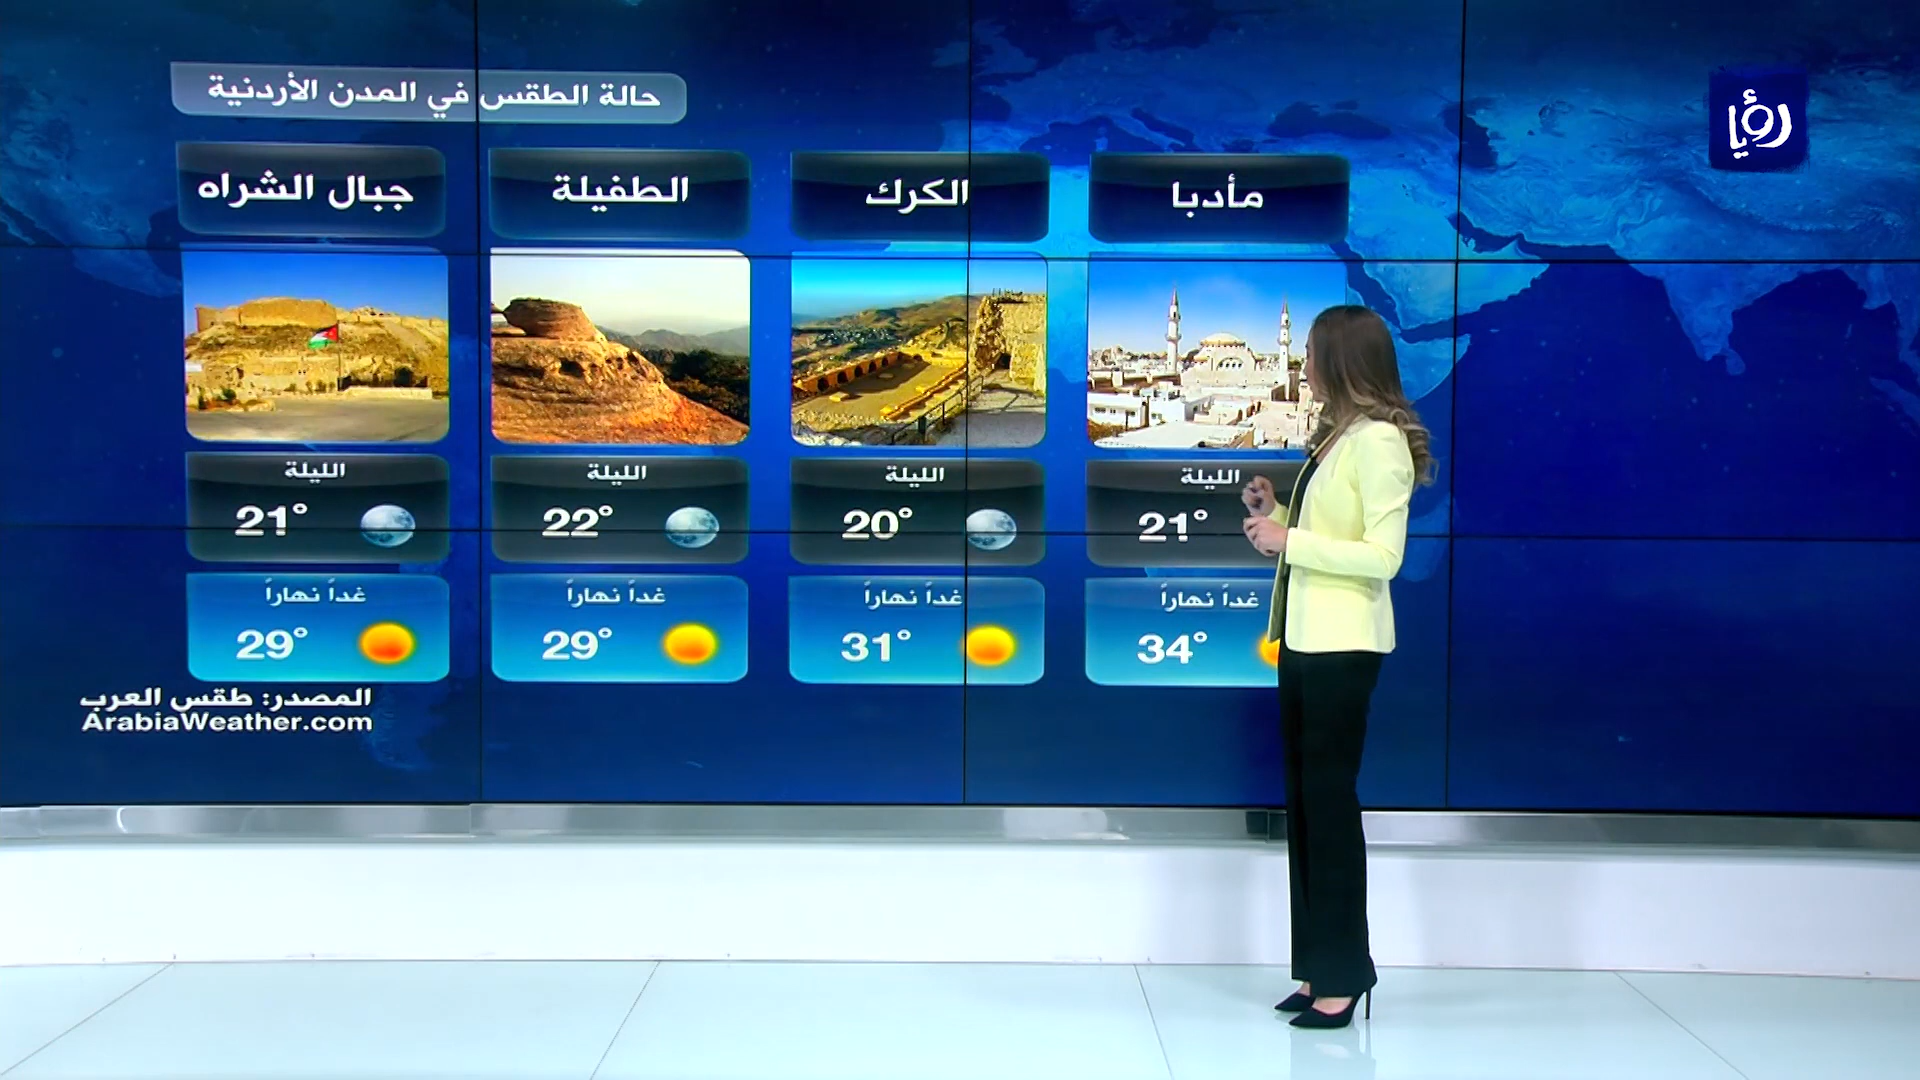 رؤيا
حالة الطقس في المدن الأردنية
مأدبا
الليلة
21°
غداً نهاراً
34°
الكرك
الليلة
20°
غداً نهاراً
31°
الطفيلة
الليلة
22°
غداً نهاراً
29°
جبال الشراه
الليلة
21°
غداً نهاراً
29°
المصدر: طقس العرب
ArabiaWeather.com